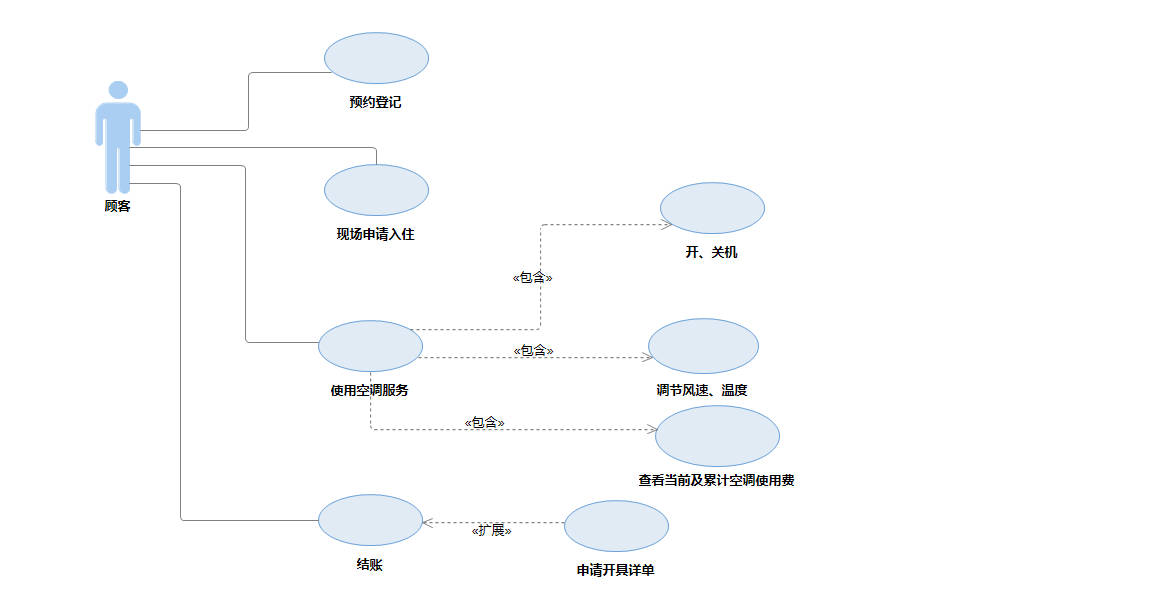 预约登记
顾客
现场申请入住
开、关机
«包含»
«包含»
使用空调服务
调节风速、温度
«包含»
查看当前及累计空调使用费
«扩展»
结账
申请开具详单